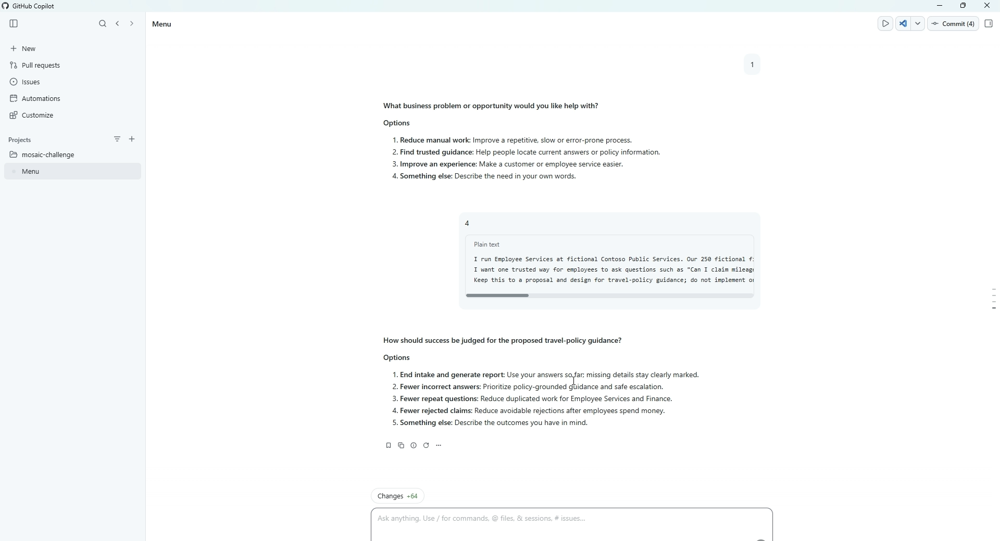 GitHub Copilot
Menu
Commit (4)
New
Pull requests
Issues
Automations
Customize
Projects
mosaic-challenge
Menu
1
What business problem or opportunity would you like help with?
Options
1. Reduce manual work: Improve a repetitive, slow or error-prone process.
2. Find trusted guidance: Help people locate current answers or policy information.
3. Improve an experience: Make a customer or employee service easier.
4. Something else: Describe the need in your own words.
4
Plain text
I run Employee Services at fictional Contoso Public Services. Our 250 fictional
I want one trusted way for employees to ask questions such as "Can I claim mileage
Keep this to a proposal and design for travel-policy guidance; do not implement
How should success be judged for the proposed travel-policy guidance?
Options
1. End intake and generate report: Use your answers so far; missing details stay clearly marked.
2. Fewer incorrect answers: Prioritize policy-grounded guidance and safe escalation.
3. Fewer repeat questions: Reduce duplicated work for Employee Services and Finance.
4. Fewer rejected claims: Reduce avoidable rejections after employees spend money.
5. Something else: Describe the outcomes you have in mind.
Changes +64
Ask anything. Use / for commands, @ files, & sessions, # issues...